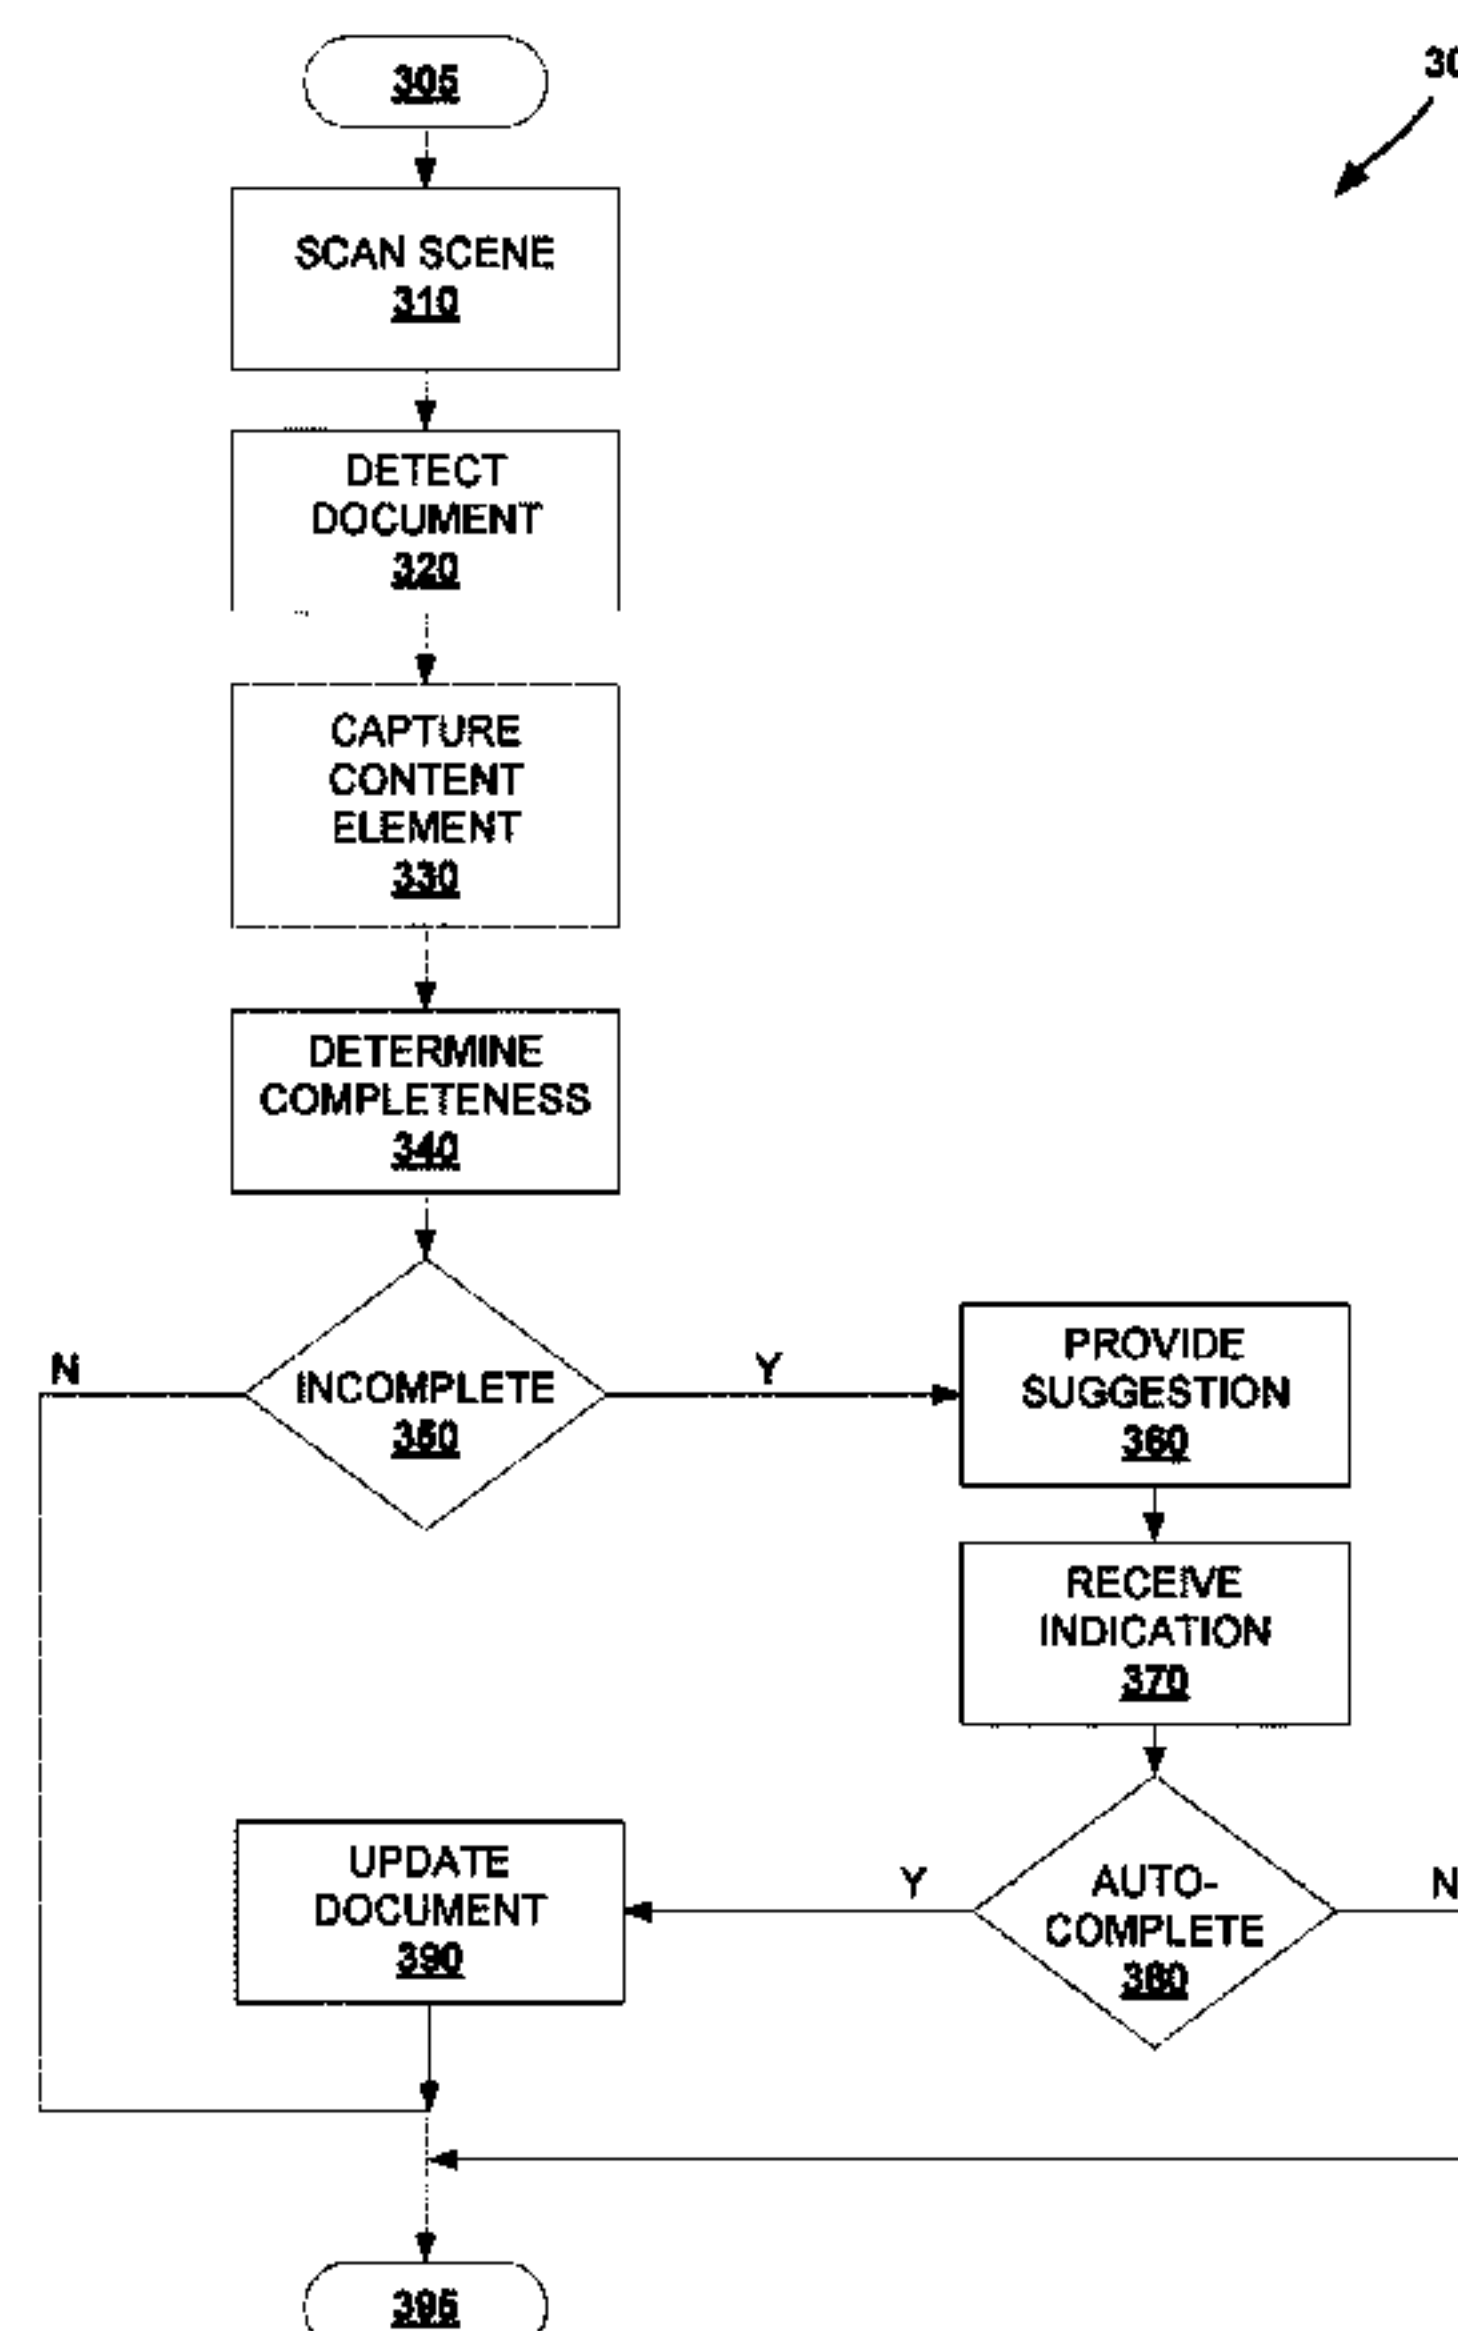 305
30
SCAN SCENE
310
DETECT
DOCUMENT
320
CAPTURE
CONTENT
ELEMENT
330
DETERMINE
COMPLETENESS
340
N
INCOMPLETE
350
Y
PROVIDE
SUGGESTION
360
RECEIVE
INDICATION
370
UPDATE
DOCUMENT
390
Y
AUTO-
COMPLETE
380
N
395